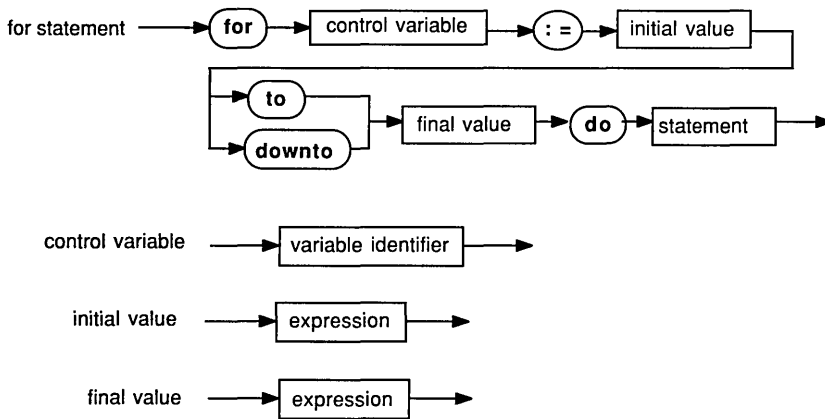 for statement for control variable := initial value
to
downto final value do statement
control variable variable identifier
initial value expression
final value expression